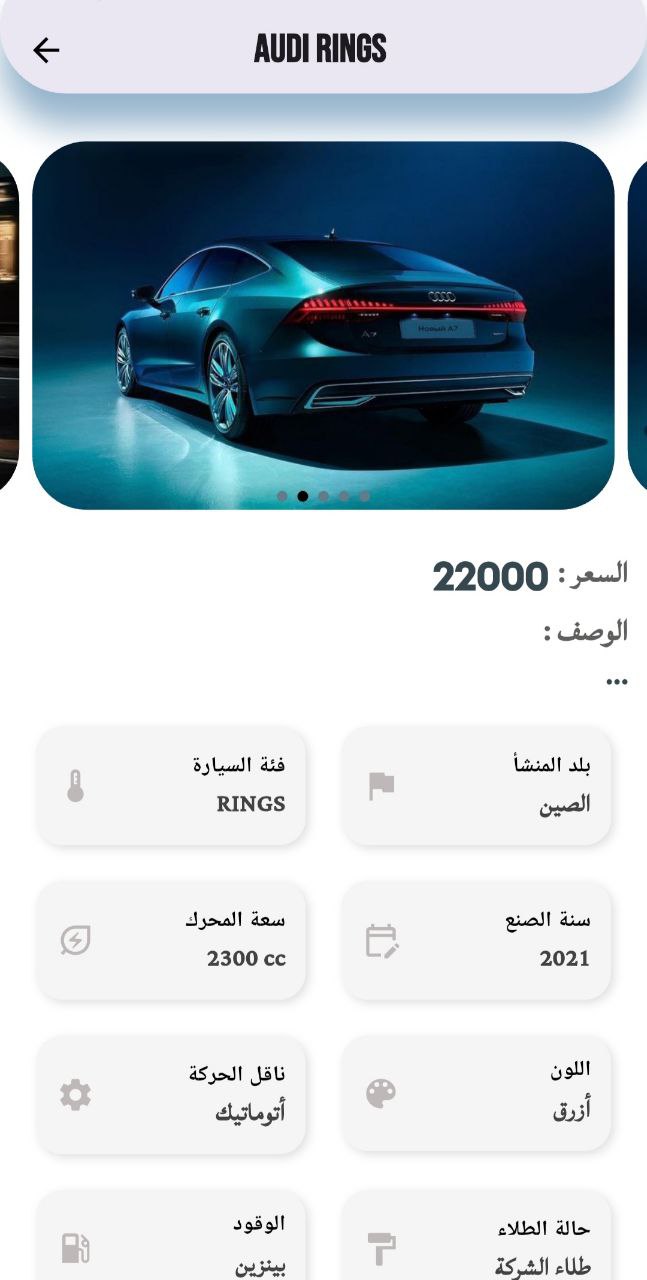 AUDI RINGS
A7
Новый A7
السعر : 22000
الوصف :
...
بلد المنشأ
الصين
فئة السيارة
RINGS
سنة الصنع
2021
سعة المحرك
2300 cc
اللون
أزرق
ناقل الحركة
أتوماتيك
حالة الطلاء
طلاء الشركة
الوقود
بينزين